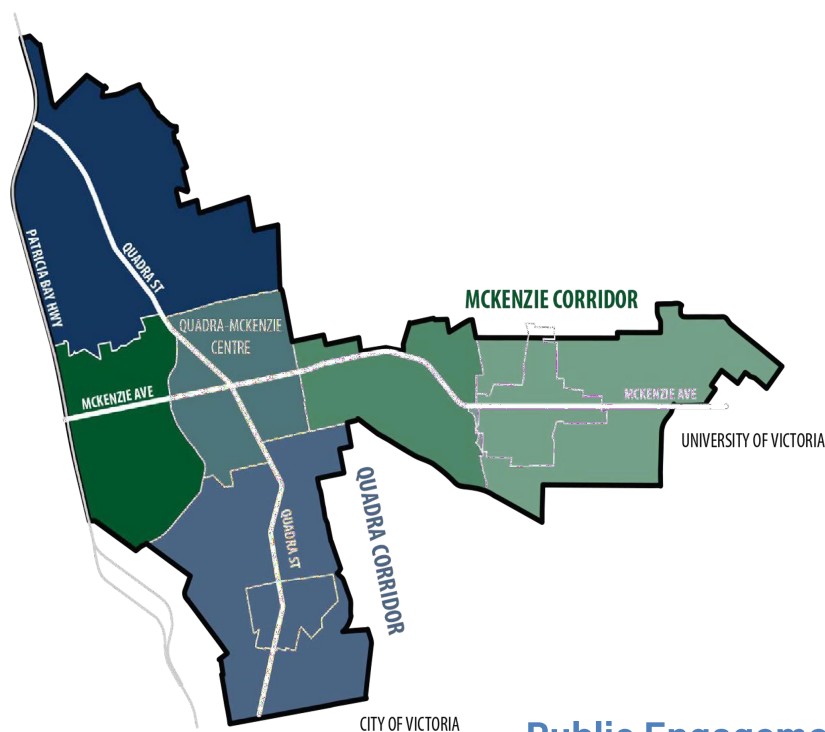 PATRICIA BAY HWY
QUADRA ST
QUADRA-MCKENZIE
CENTRE
MCKENZIE CORRIDOR
MCKENZIE AVE
MCKENZIE AVE
UNIVERSITY OF VICTORIA
QUADRA CORRIDOR
QUADRA ST
CITY OF VICTORIA
Public